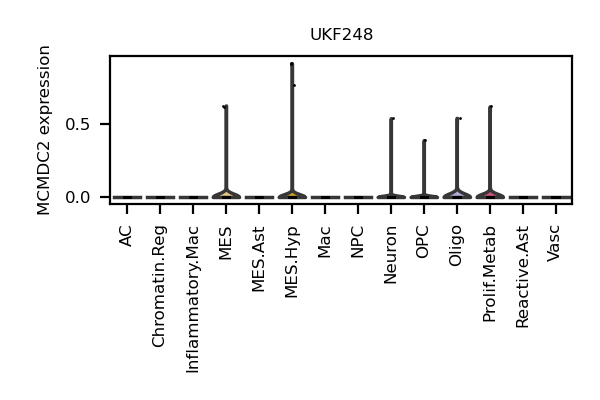 UKF248
MCMDC2 expression
0.5
0.0
AC
Chromatin.Reg
Inflammatory.Mac
MES
MES.Ast
MES.Hyp
Mac
NPC
Neuron
OPC
Oligo
Prolif.Metab
Reactive.Ast
Vasc